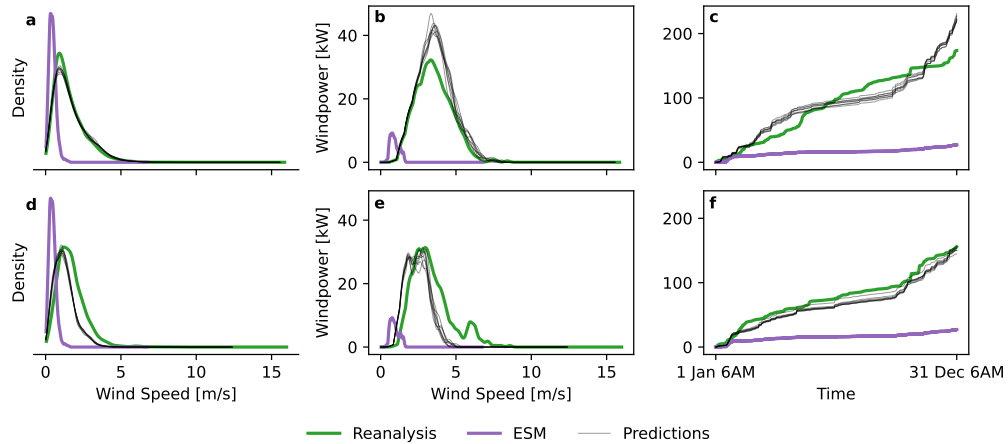 a
Density
b
Windpower [kW]
40
20
0
c
200
100
0
d
Density
0
5
10
15
Wind Speed [m/s]
e
Windpower [kW]
40
20
0
0
5
10
15
Wind Speed [m/s]
f
200
100
0
1 Jan 6AM
31 Dec 6AM
Time
Reanalysis
ESM
Predictions